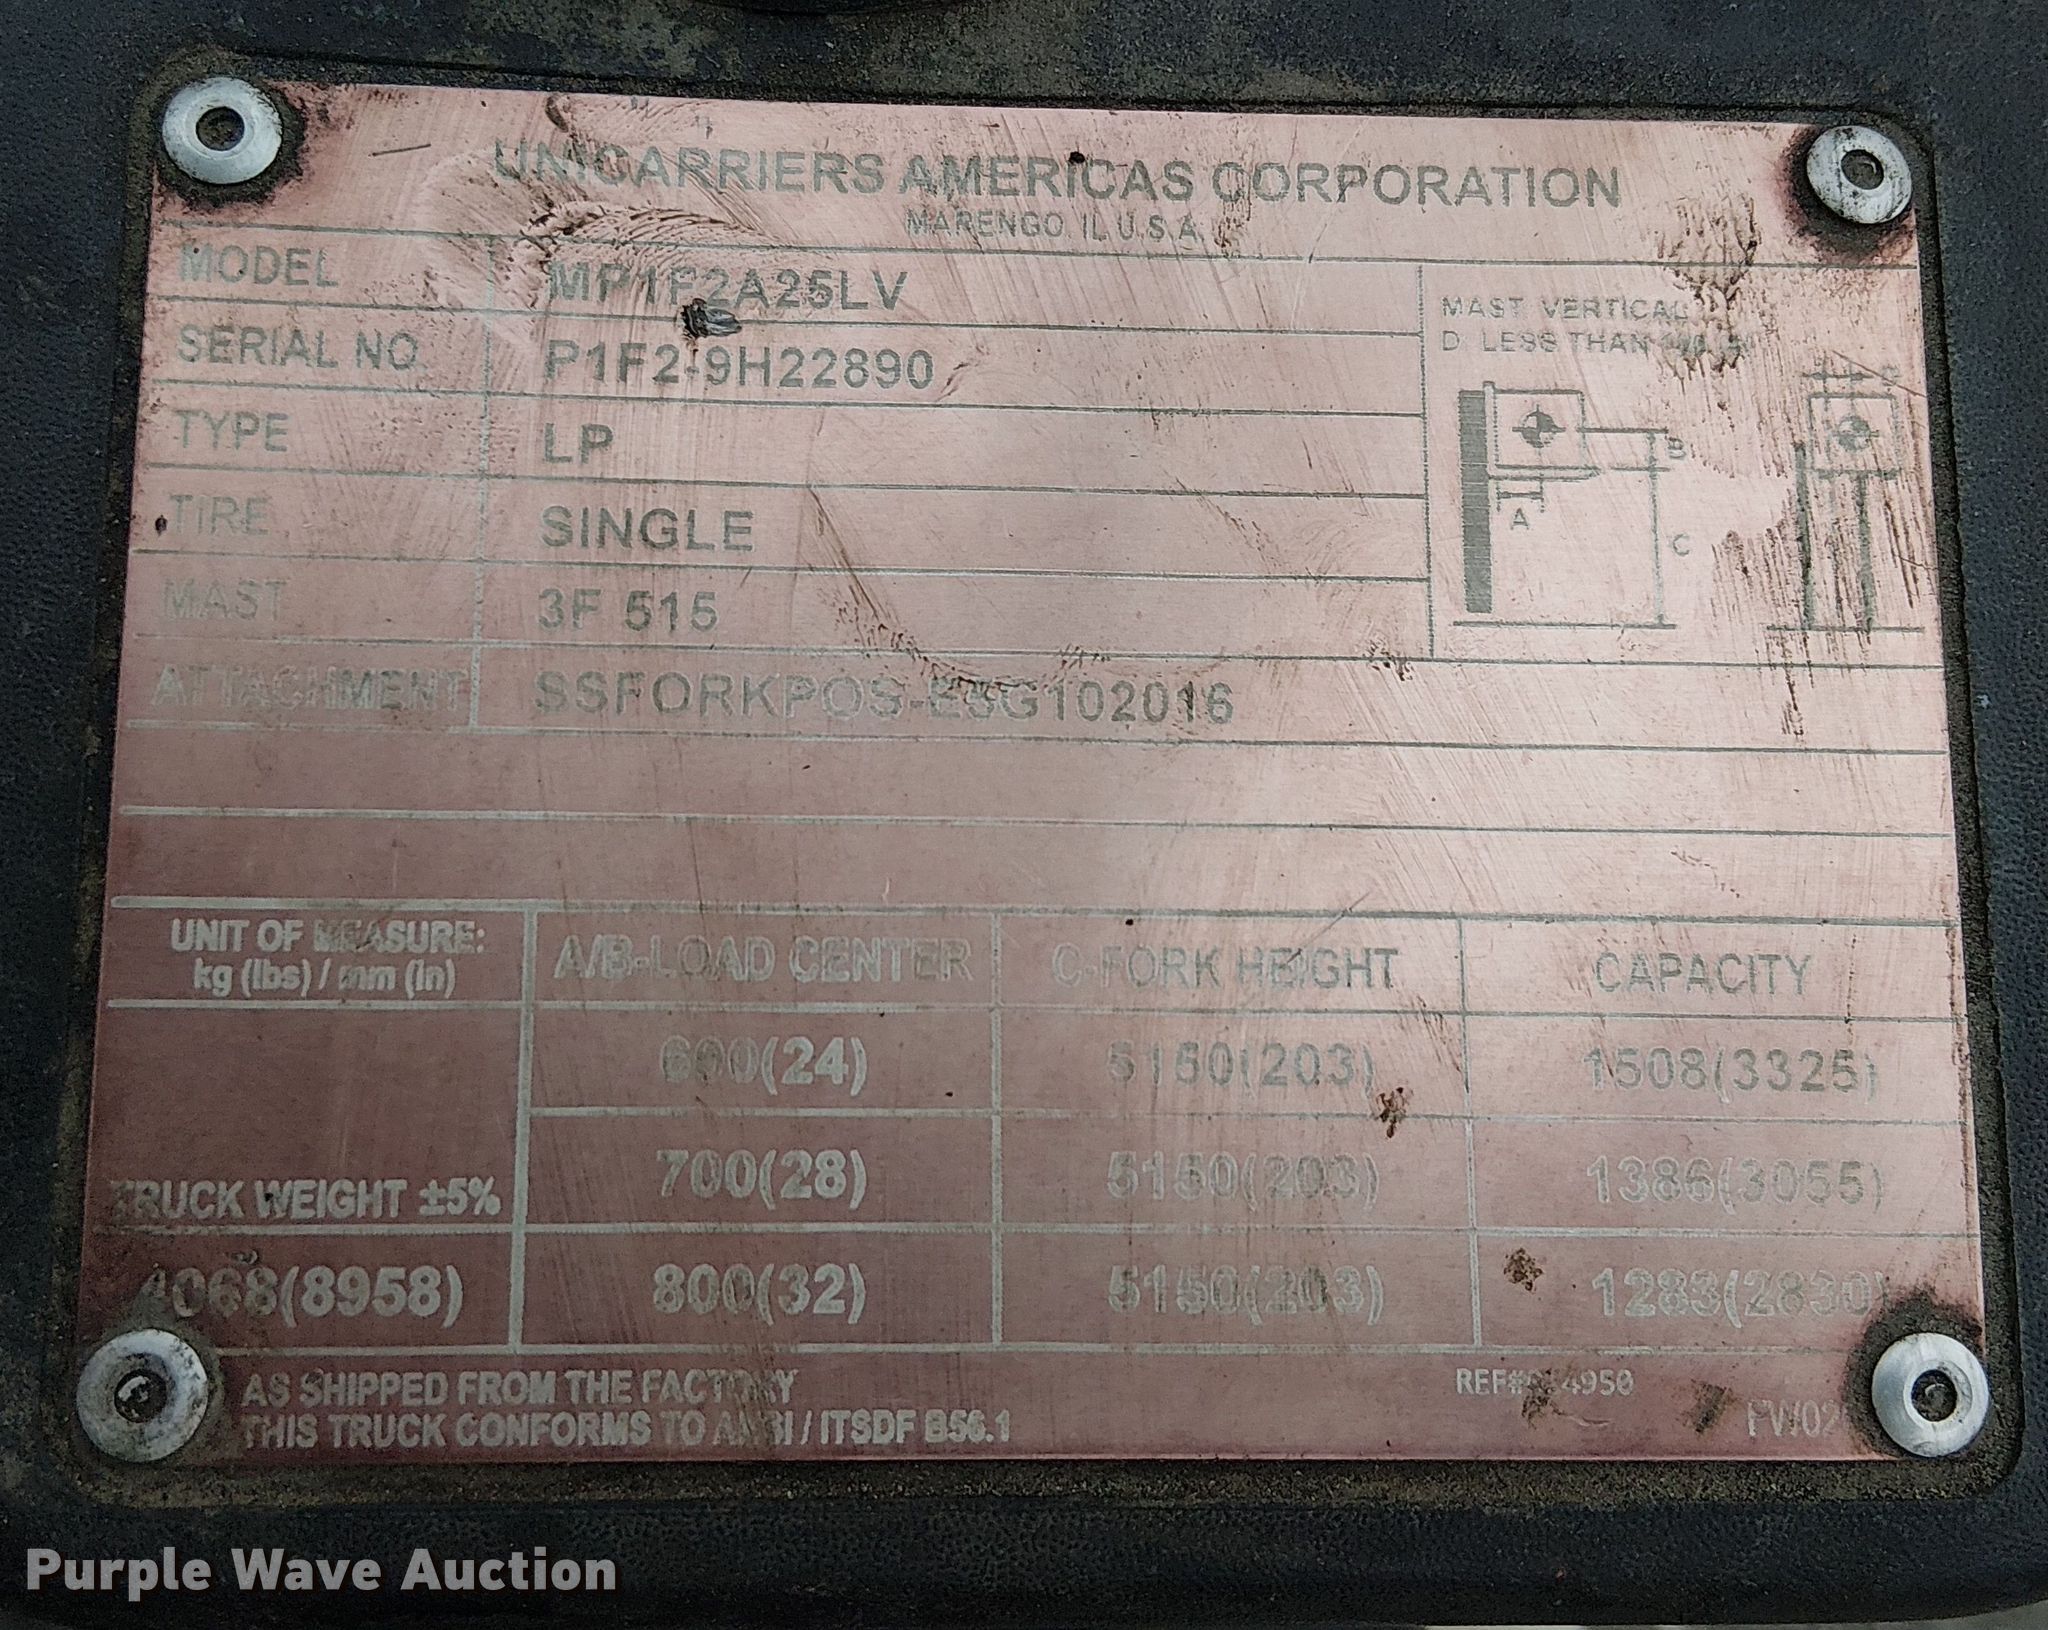 UNICARRIERS AMERICAS CORPORATION
MARENGO, IL U.S.A.
MODEL MP1F2A25LV
SERIAL NO. P1F2-9H22890
TYPE LP
TIRE SINGLE
MAST 3F 515
ATTACHMENT SSFORKPOS-E5G102016
MAST VERTICAL
D: LESS THAN
B
A
C
UNIT OF MEASURE: kg (lbs) / mm (in)
A/B-LOAD CENTER C-FORK HEIGHT CAPACITY
600(24) 5150(203) 1508(3325)
700(28) 5150(203) 1386(3055)
TRUCK WEIGHT ±5%
4068(8958) 800(32) 5150(203) 1283(2830)
AS SHIPPED FROM THE FACTORY
THIS TRUCK CONFORMS TO ANSI / ITSDF B56.1
Purple Wave Auction